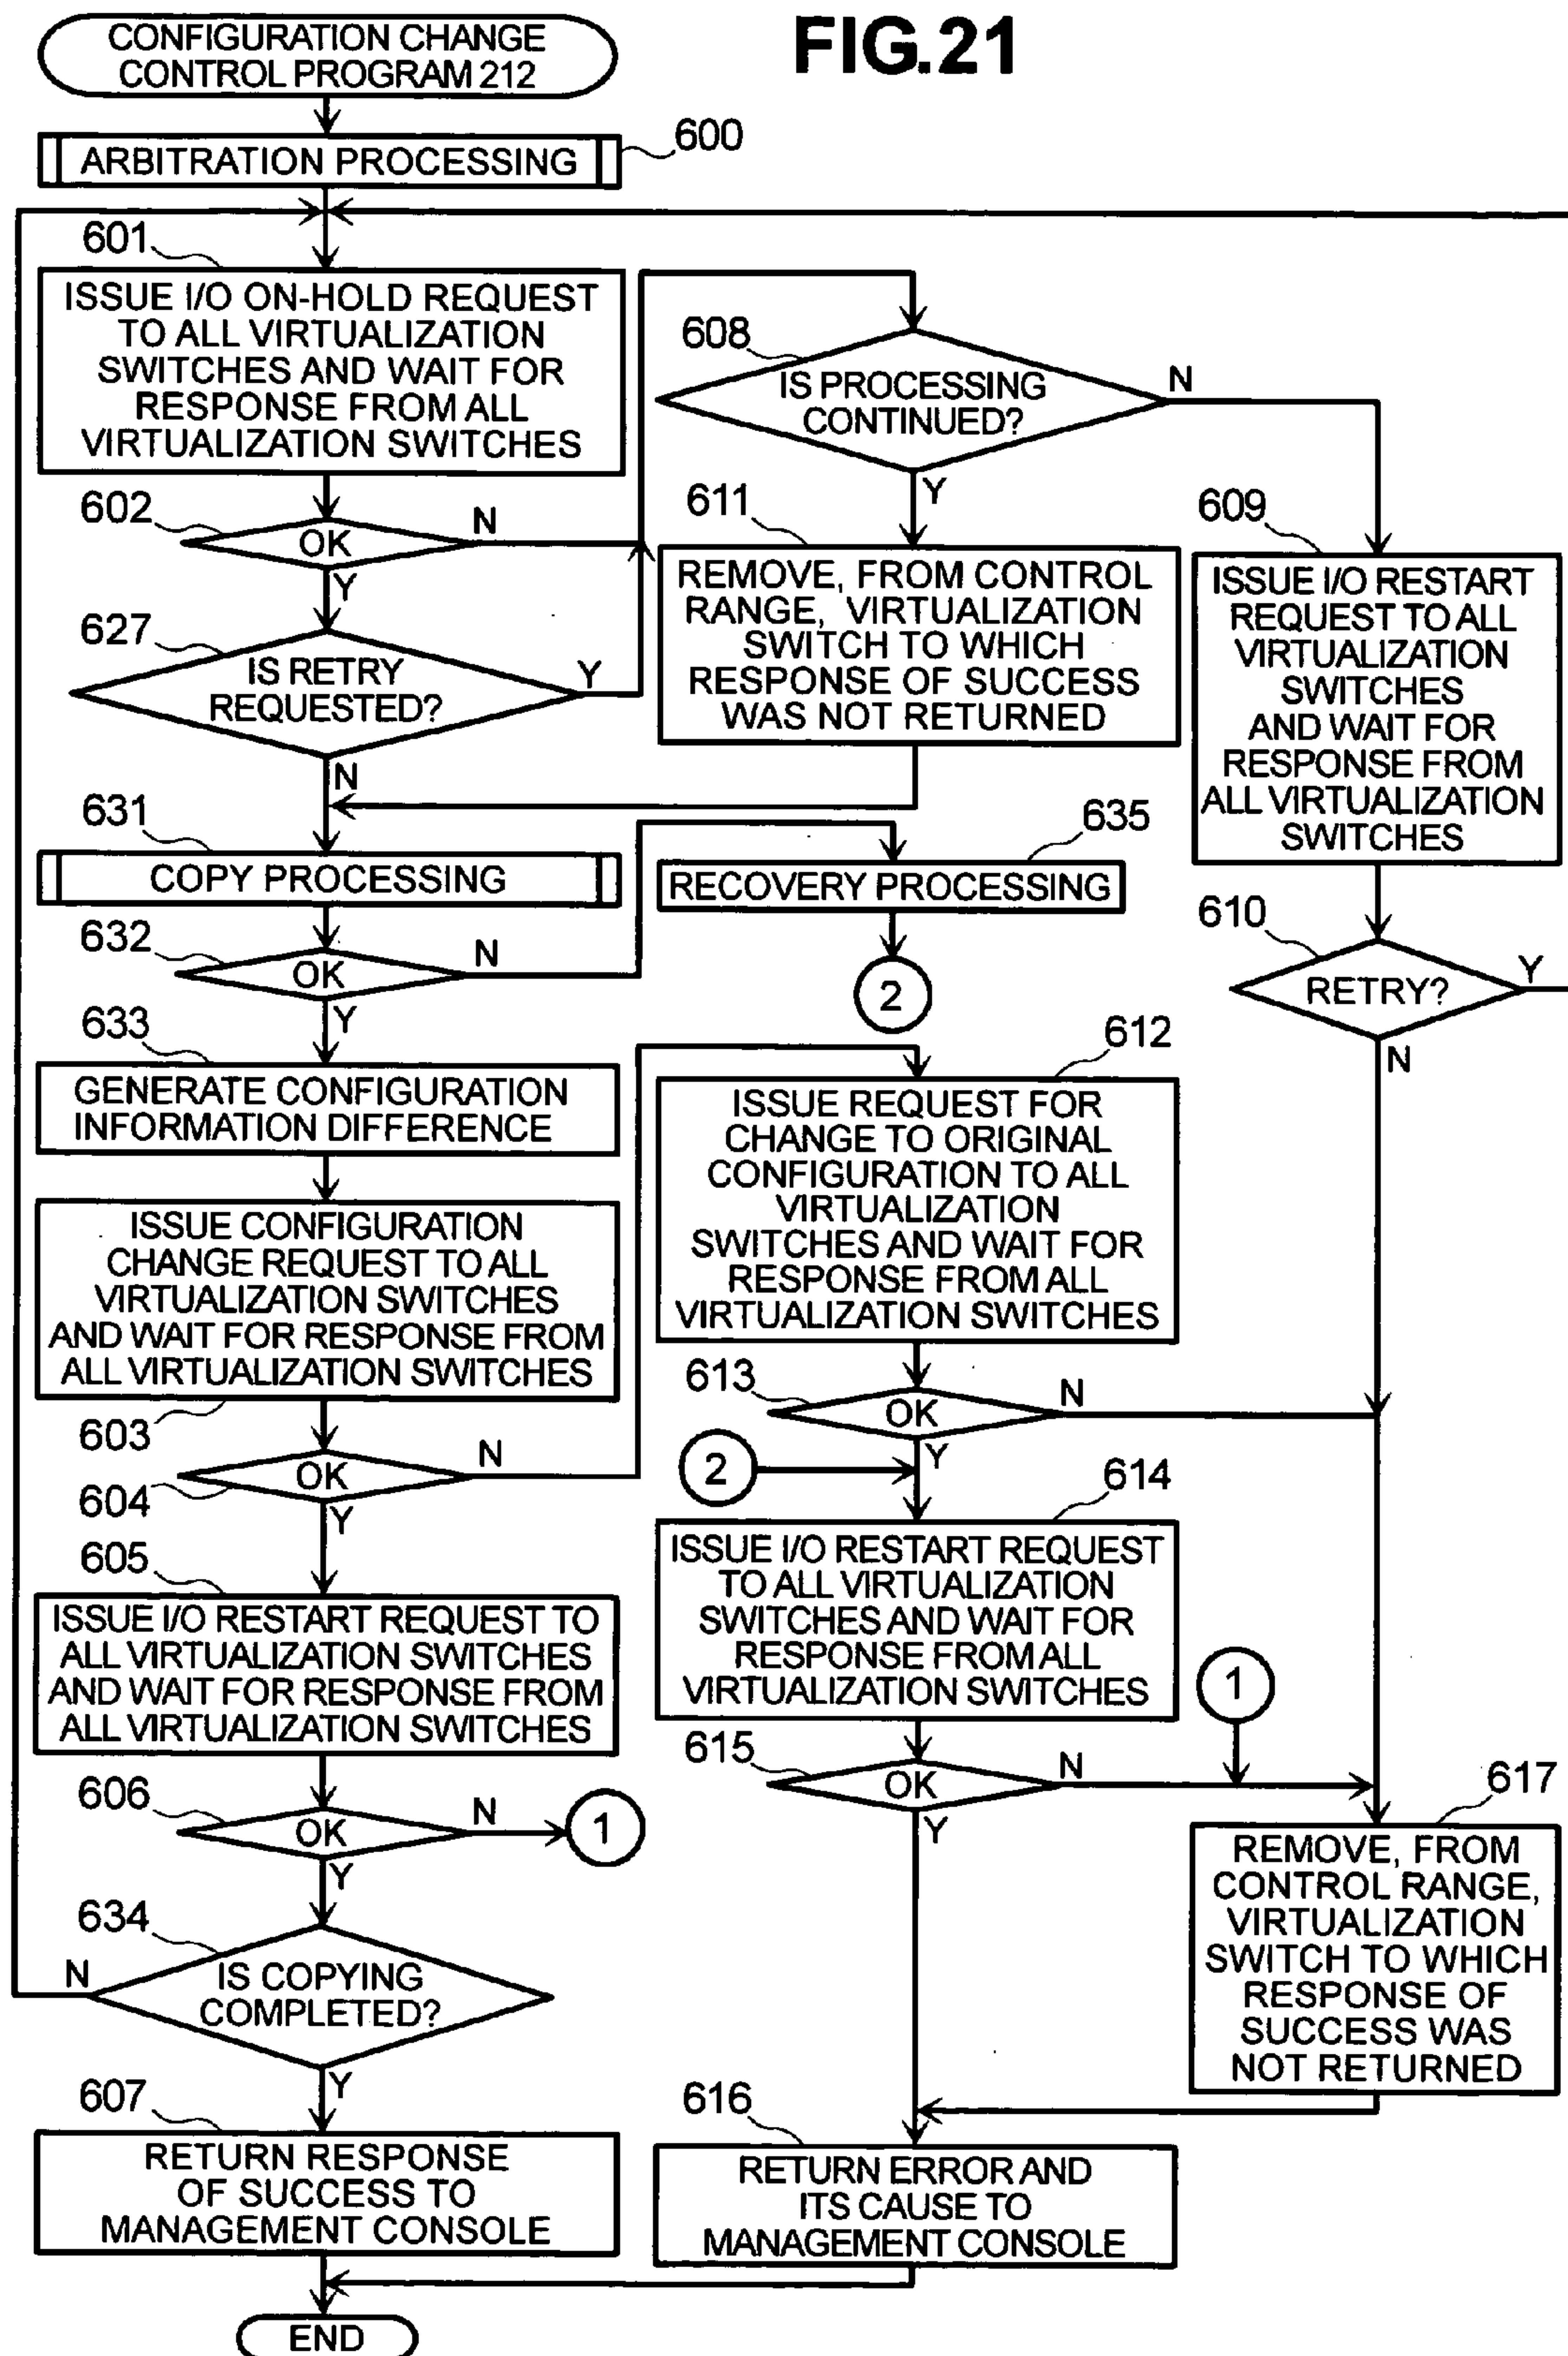 FIG.21
CONFIGURATION CHANGE
CONTROL PROGRAM 212
ARBITRATION PROCESSING
600
601
ISSUE I/O ON-HOLD REQUEST
TO ALL VIRTUALIZATION
SWITCHES AND WAIT FOR
RESPONSE FROM ALL
VIRTUALIZATION SWITCHES
602
OK
N
Y
627
IS RETRY
REQUESTED?
Y
N
608
IS PROCESSING
CONTINUED?
N
Y
611
REMOVE, FROM CONTROL
RANGE, VIRTUALIZATION
SWITCH TO WHICH
RESPONSE OF SUCCESS
WAS NOT RETURNED
609
ISSUE I/O RESTART
REQUEST TO ALL
VIRTUALIZATION
SWITCHES
AND WAIT FOR
RESPONSE FROM
ALL VIRTUALIZATION
SWITCHES
610
RETRY?
Y
N
631
COPY PROCESSING
632
OK
N
Y
635
RECOVERY PROCESSING
2
633
GENERATE CONFIGURATION
INFORMATION DIFFERENCE
ISSUE CONFIGURATION
CHANGE REQUEST TO ALL
VIRTUALIZATION SWITCHES
AND WAIT FOR RESPONSE FROM
ALL VIRTUALIZATION SWITCHES
603
604
OK
N
Y
612
ISSUE REQUEST FOR
CHANGE TO ORIGINAL
CONFIGURATION TO ALL
VIRTUALIZATION
SWITCHES AND WAIT FOR
RESPONSE FROM ALL
VIRTUALIZATION SWITCHES
613
OK
N
Y
2
614
ISSUE I/O RESTART REQUEST
TO ALL VIRTUALIZATION
SWITCHES AND WAIT FOR
RESPONSE FROM ALL
VIRTUALIZATION SWITCHES
615
OK
N
Y
1
605
ISSUE I/O RESTART REQUEST TO
ALL VIRTUALIZATION SWITCHES
AND WAIT FOR RESPONSE FROM
ALL VIRTUALIZATION SWITCHES
606
OK
N
1
Y
634
IS COPYING
COMPLETED?
N
Y
617
REMOVE, FROM
CONTROL RANGE,
VIRTUALIZATION
SWITCH TO WHICH
RESPONSE OF
SUCCESS WAS
NOT RETURNED
607
RETURN RESPONSE
OF SUCCESS TO
MANAGEMENT CONSOLE
616
RETURN ERROR AND
ITS CAUSE TO
MANAGEMENT CONSOLE
END